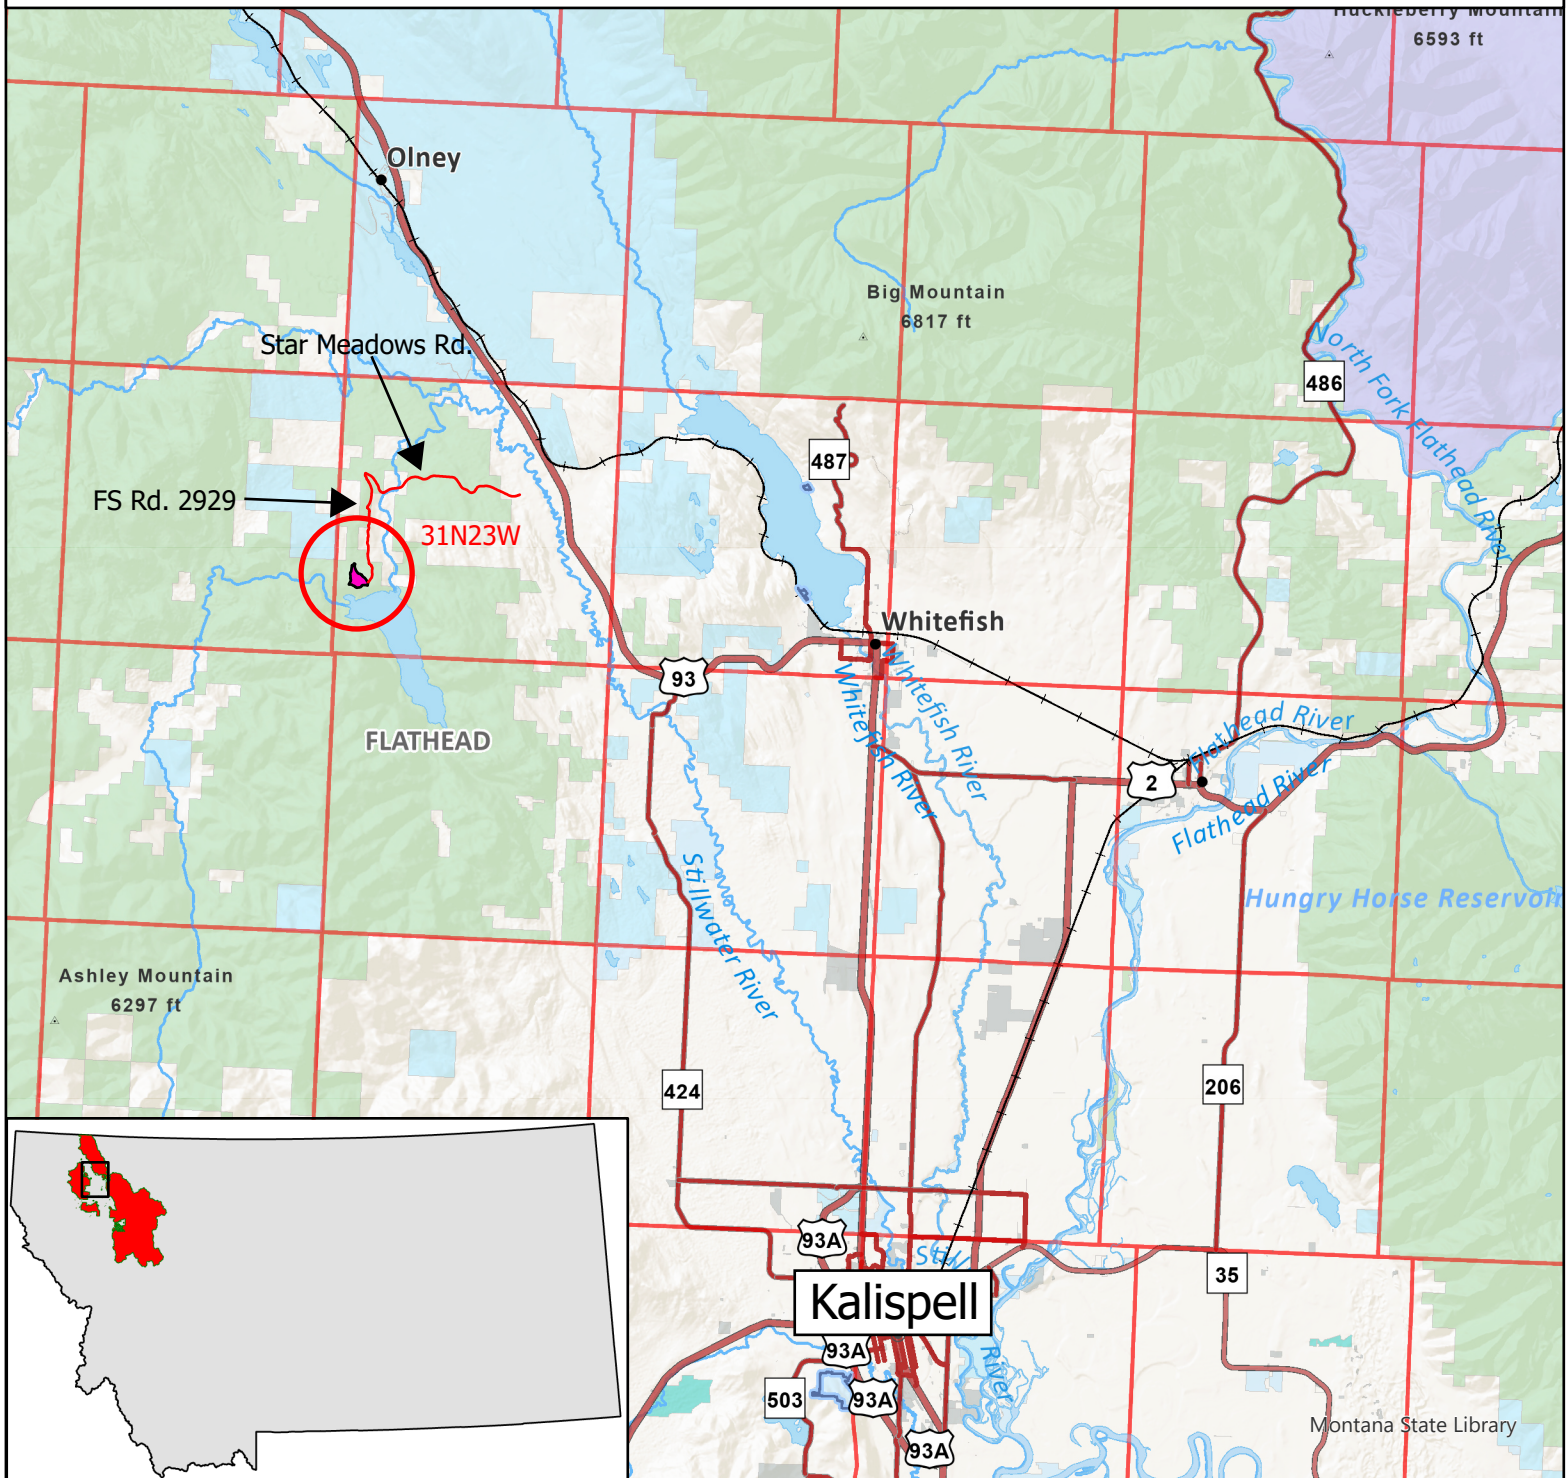 Huckleberry Mountain
6593 ft
Olney
Big Mountain
6817 ft
Star Meadows Rd.
486
North Fork Flathead River
487
FS Rd. 2929
31N23W
Whitefish
93
Whitefish River
Whitefish River
FLATHEAD
Flathead River
2
Flathead River
Stillwater River
Hungry Horse Reservoir
Ashley Mountain
6297 ft
424
206
93A
Still
35
Kalispell
93A
River
503
93A
Montana State Library
93A